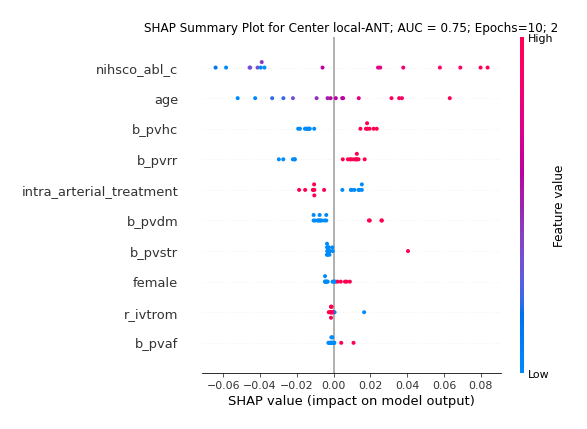 SHAP Summary Plot for Center local-ANT; AUC = 0.75; Epochs=10; 2
High
nihsco_abl_c
age
b_pvhc
b_pvrr
intra_arterial_treatment
b_pvdm
b_pvstr
female
r_ivtrom
b_pvaf
Feature value
Low
−0.06 −0.04 −0.02 0.00 0.02 0.04 0.06 0.08
SHAP value (impact on model output)